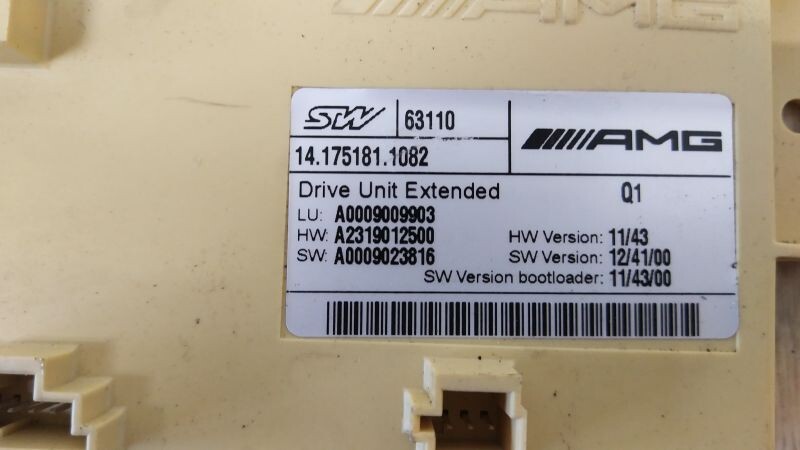 AMG
SW 63110
14.175181.1082
AMG
Drive Unit Extended Q1
LU: A0009009903
HW: A2319012500 HW Version: 11/43
SW: A0009023816 SW Version: 12/41/00
SW Version bootloader: 11/43/00